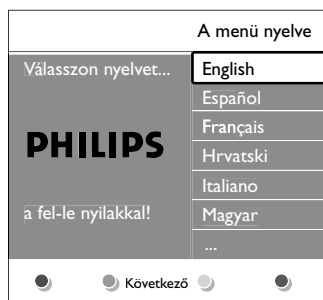 A menü nyelve
Válasszon nyelvet...
English
Español
Français
PHILIPS
Hrvatski
Italiano
a fel-le nyilakkal!
Magyar
...
Következő